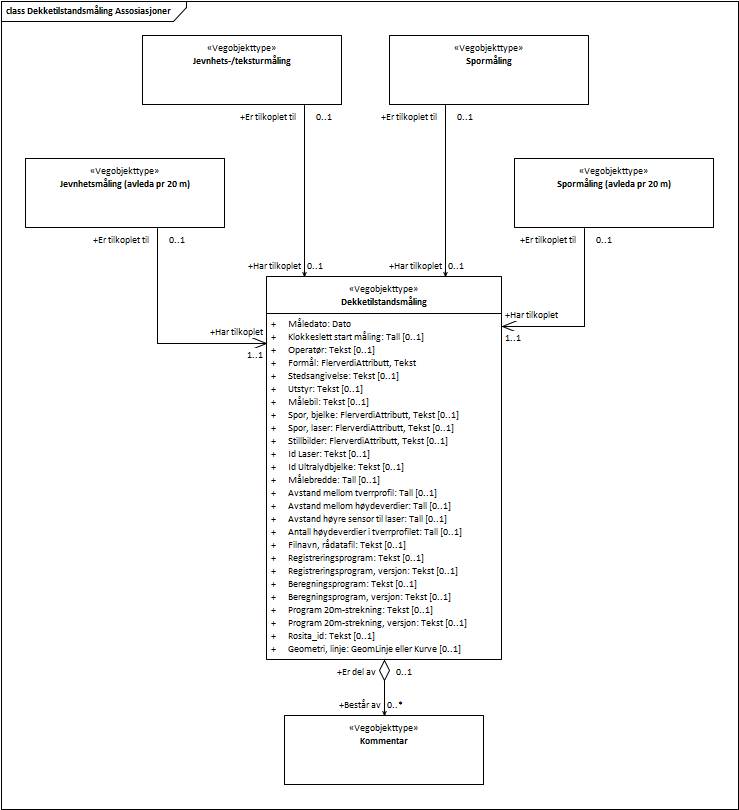 class Dekketilstandsmåling Assosiasjoner
«Vegobjekttype»
Jevnhets-/teksturmåling
«Vegobjekttype»
Spormåling
+Er tilkoplet til 0..1
+Er tilkoplet til 0..1
«Vegobjekttype»
Jevnhetsmåling (avleda pr 20 m)
«Vegobjekttype»
Spormåling (avleda pr 20 m)
+Er tilkoplet til 0..1
+Er tilkoplet til 0..1
+Har tilkoplet 0..1
+Har tilkoplet 0..1
+Har tilkoplet
1..1
+Har tilkoplet
1..1
«Vegobjekttype»
Dekketilstandsmåling
+ Måledato: Dato
+ Klokkeslett start måling: Tall [0..1]
+ Operatør: Tekst [0..1]
+ Formål: FlerverdiAttributt, Tekst
+ Stedsangivelse: Tekst [0..1]
+ Utstyr: Tekst [0..1]
+ Målebil: Tekst [0..1]
+ Spor, bjelke: FlerverdiAttributt, Tekst [0..1]
+ Spor, laser: FlerverdiAttributt, Tekst [0..1]
+ Stillbilder: FlerverdiAttributt, Tekst [0..1]
+ Id Laser: Tekst [0..1]
+ Id Ultralydbjelke: Tekst [0..1]
+ Målebredde: Tall [0..1]
+ Avstand mellom tverrprofil: Tall [0..1]
+ Avstand mellom høydeverdier: Tall [0..1]
+ Avstand høyre sensor til laser: Tall [0..1]
+ Antall høydeverdier i tverrprofilet: Tall [0..1]
+ Filnavn, rådatafil: Tekst [0..1]
+ Registreringsprogram: Tekst [0..1]
+ Registreringsprogram, versjon: Tekst [0..1]
+ Beregningsprogram: Tekst [0..1]
+ Beregningsprogram, versjon: Tekst [0..1]
+ Program 20m-strekning: Tekst [0..1]
+ Program 20m-strekning, versjon: Tekst [0..1]
+ Rosita_id: Tekst [0..1]
+ Geometri, linje: GeomLinje eller Kurve [0..1]
+Er del av 0..1
+Består av 0..*
«Vegobjekttype»
Kommentar